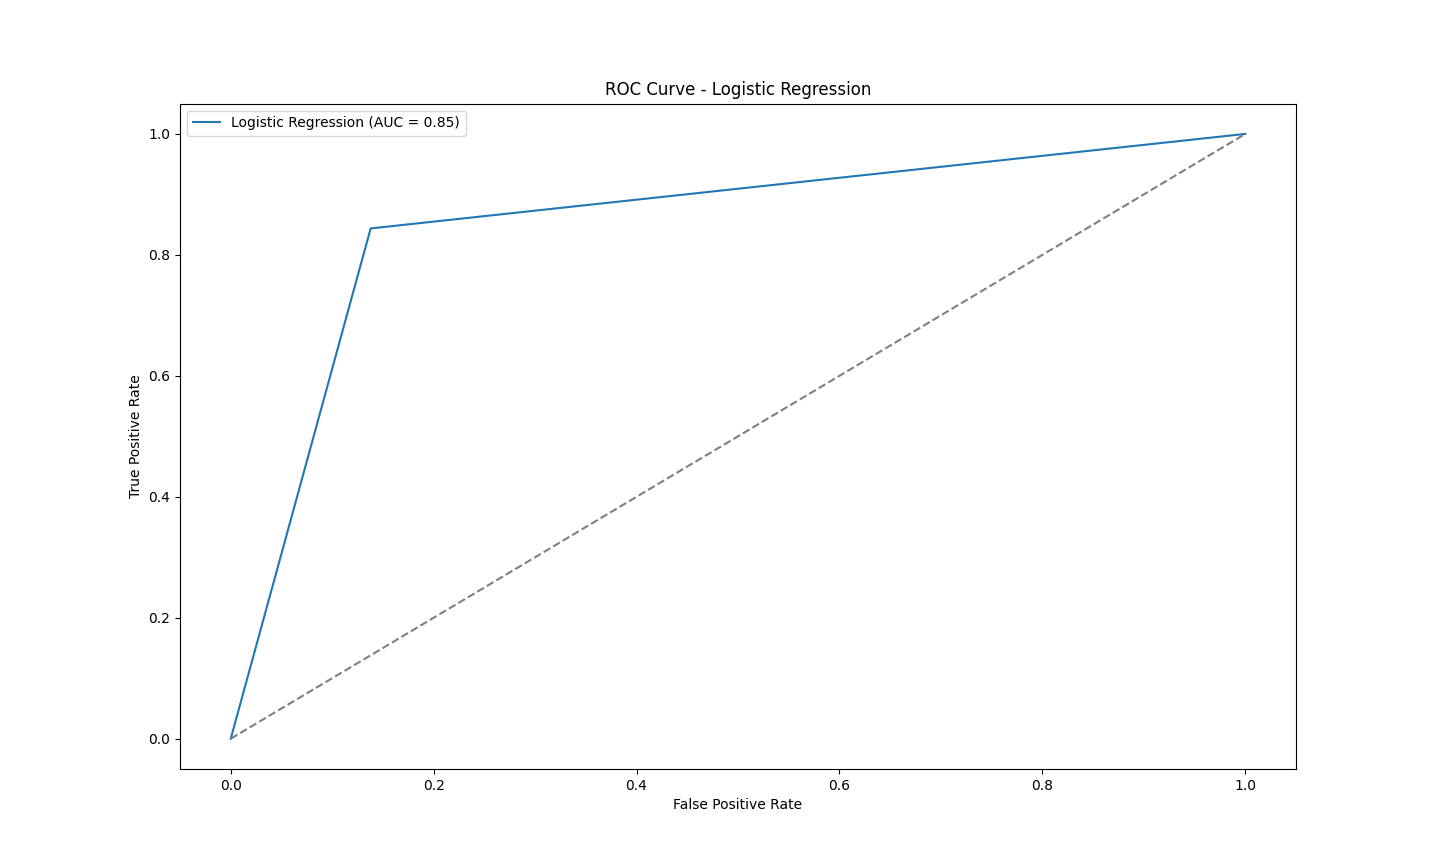 ROC Curve - Logistic Regression
Logistic Regression (AUC = 0.85)
1.0
0.8
0.6
0.4
0.2
0.0
True Positive Rate
0.0 0.2 0.4 0.6 0.8 1.0
False Positive Rate